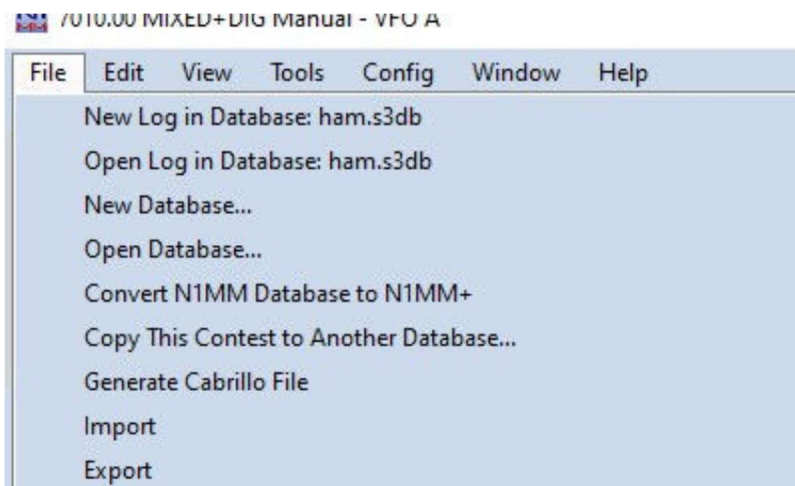 7010.00 MIXED+DIG Manual - VFO A
File Edit View Tools Config Window Help
New Log in Database: ham.s3db
Open Log in Database: ham.s3db
New Database...
Open Database...
Convert N1MM Database to N1MM+
Copy This Contest to Another Database...
Generate Cabrillo File
Import
Export